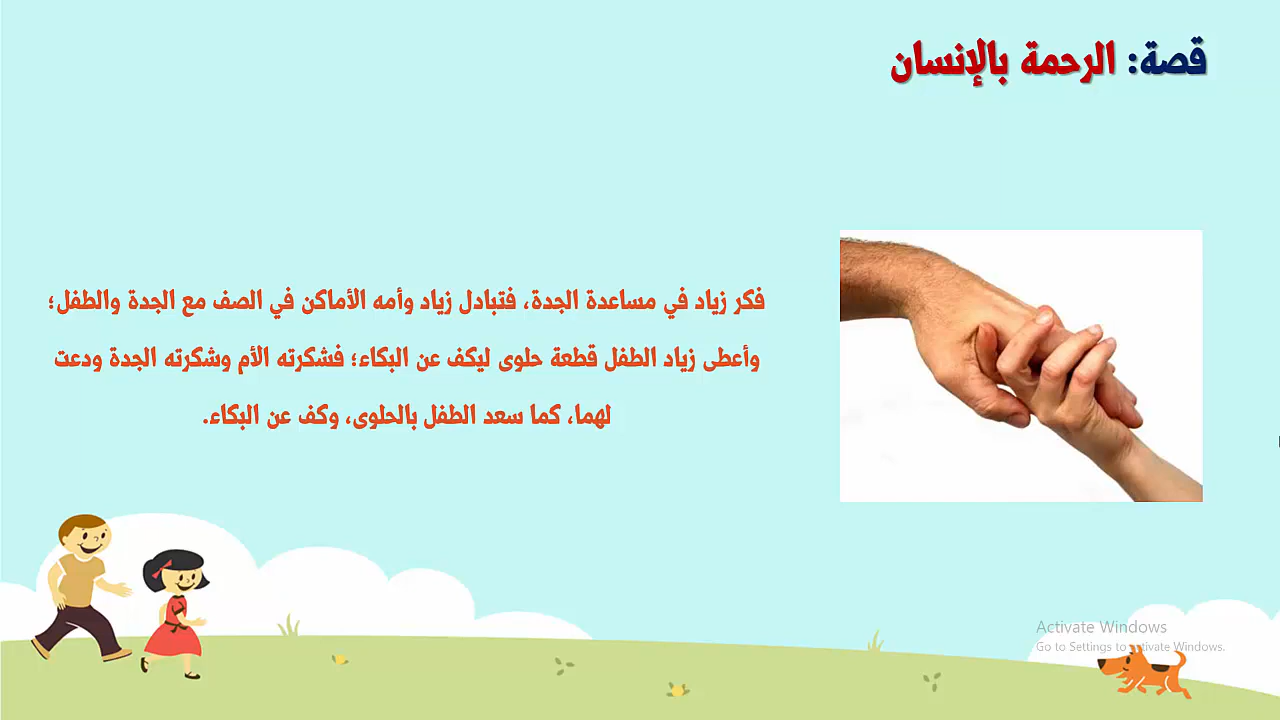 قصة: الرحمة بالإنسان
فكر زياد في مساعدة الجدة، فتبادل زياد وأمه الأماكن في الصف مع الجدة والطفل؛
وأعطى زياد الطفل قطعة حلوى ليكف عن البكاء؛ فشكرته الأم وشكرته الجدة ودعت
لهما، كما سعد الطفل بالحلوى، وكف عن البكاء.
Activate Windows
Go to Settings to activate Windows.